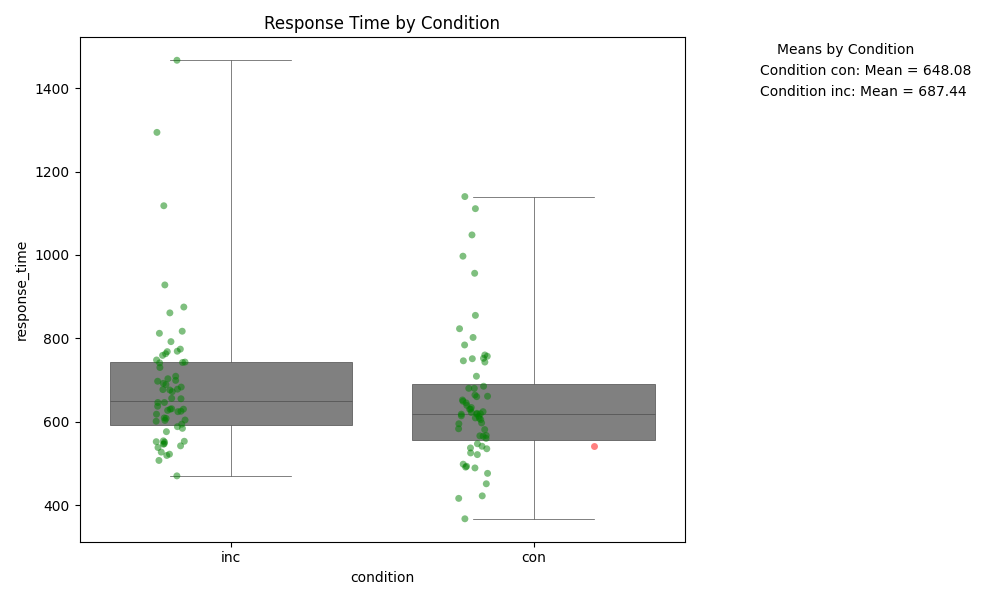 Response Time by Condition
Means by Condition
Condition con: Mean = 648.08
Condition inc: Mean = 687.44
response_time
1400
1200
1000
800
600
400
inc
con
condition